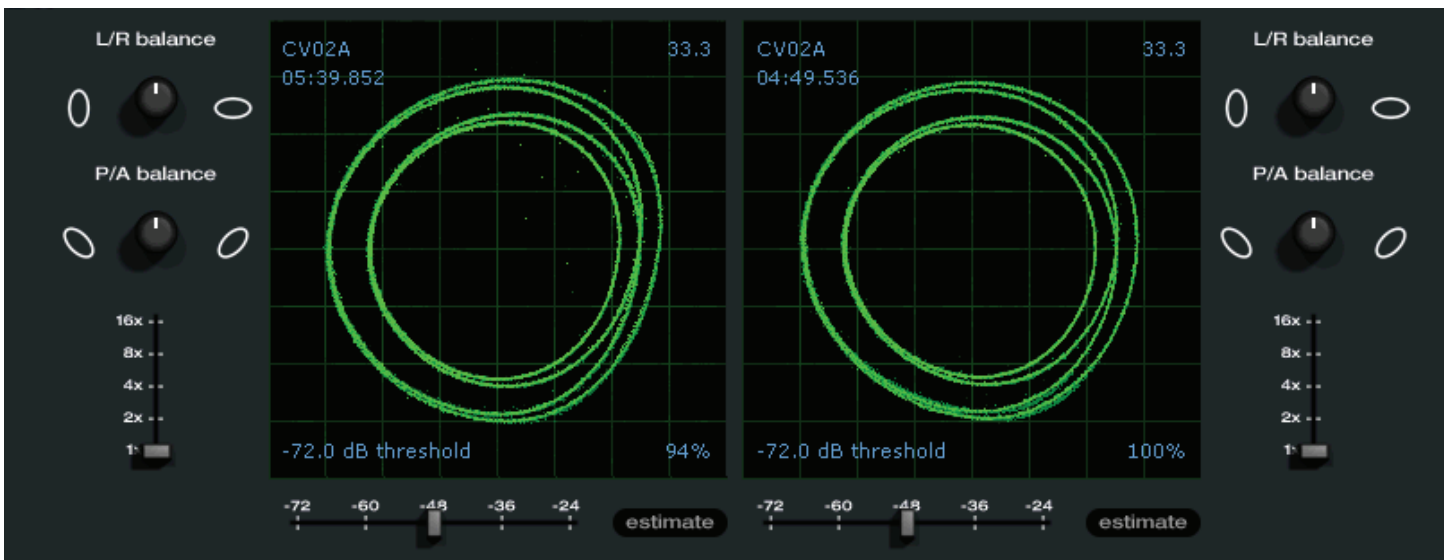 L/R balance
P/A balance
16x
8x
4x
2x
1x
CV02A 33.3
05:39.852
-72.0 dB threshold 94%
-72 -60 -48 -36 -24
estimate
CV02A 33.3
04:49.536
-72.0 dB threshold 100%
-72 -60 -48 -36 -24
estimate
L/R balance
P/A balance
16x
8x
4x
2x
1x